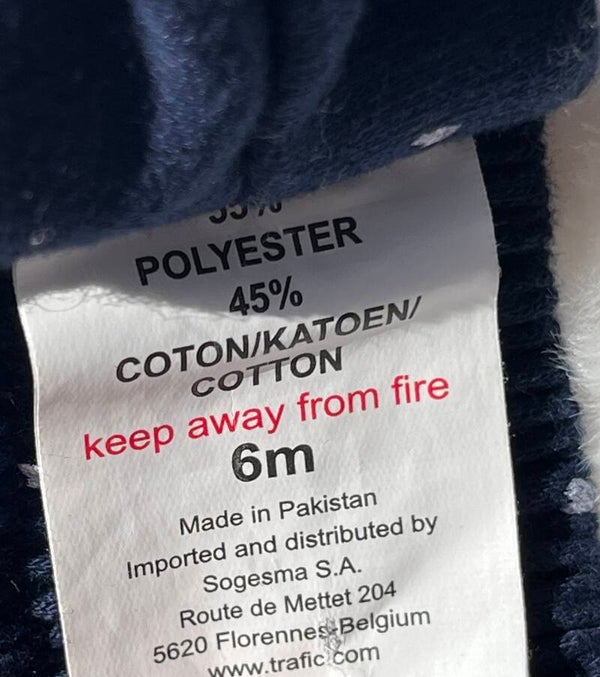 55%
POLYESTER
45%
COTON/KATOEN/
COTTON
keep away from fire
6m
Made in Pakistan
Imported and distributed by
Sogesma S.A.
Route de Mettet 204
5620 Florennes-Belgium
www.trafic.com